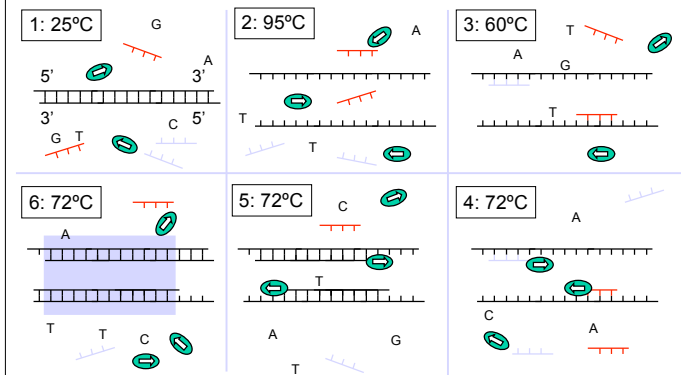 1: 25ºC
G
A
5’ 3’
3’ 5’
G T
C
2: 95ºC
A
T
T
3: 60ºC
T
A
G
T
6: 72ºC
A
T T C
5: 72ºC
C
T
A G
T
4: 72ºC
A
C
A